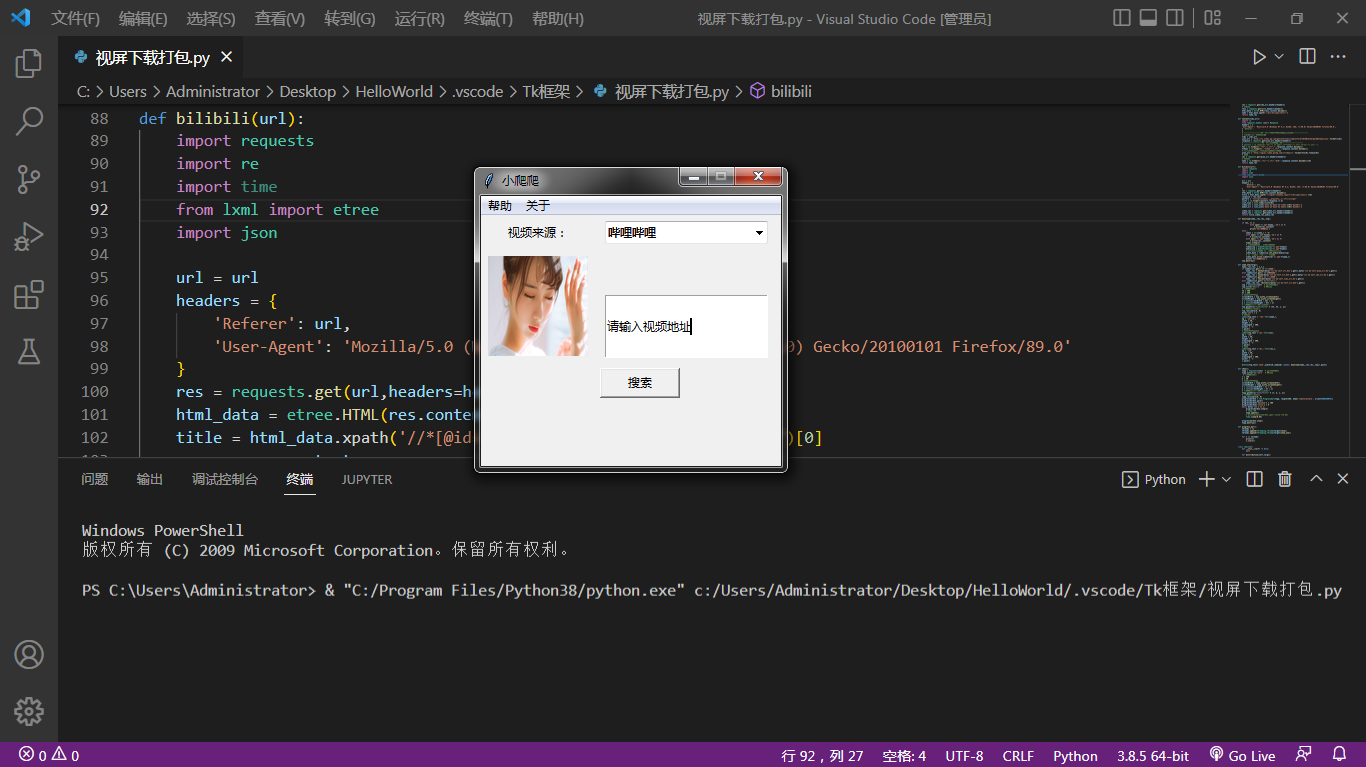 文件(F) 编辑(E) 选择(S) 查看(V) 转到(G) 运行(R) 终端(T) 帮助(H) 视屏下载打包.py - Visual Studio Code [管理员]
视屏下载打包.py
C: > Users > Administrator > Desktop > HelloWorld > .vscode > Tk框架 > 视屏下载打包.py > bilibili
88 def bilibili(url):
89 import requests
90 import re
91 import time
92 from lxml import etree
93 import json
94
95 url = url
96 headers = {
97 'Referer': url,
98 'User-Agent': 'Mozilla/5.0 ( 0) Gecko/20100101 Firefox/89.0'
99 }
100 res = requests.get(url,headers=h
101 html_data = etree.HTML(res.conte
102 title = html_data.xpath('//*[@id )[0]
小爬爬
帮助 关于
视频来源：
哔哩哔哩
请输入视频地址
搜索
问题 输出 调试控制台 终端 JUPYTER Python
Windows PowerShell
版权所有 (C) 2009 Microsoft Corporation。保留所有权利。
PS C:\Users\Administrator> & "C:/Program Files/Python38/python.exe" c:/Users/Administrator/Desktop/HelloWorld/.vscode/Tk框架/视屏下载打包.py
0 0 行 92，列 27 空格: 4 UTF-8 CRLF Python 3.8.5 64-bit Go Live